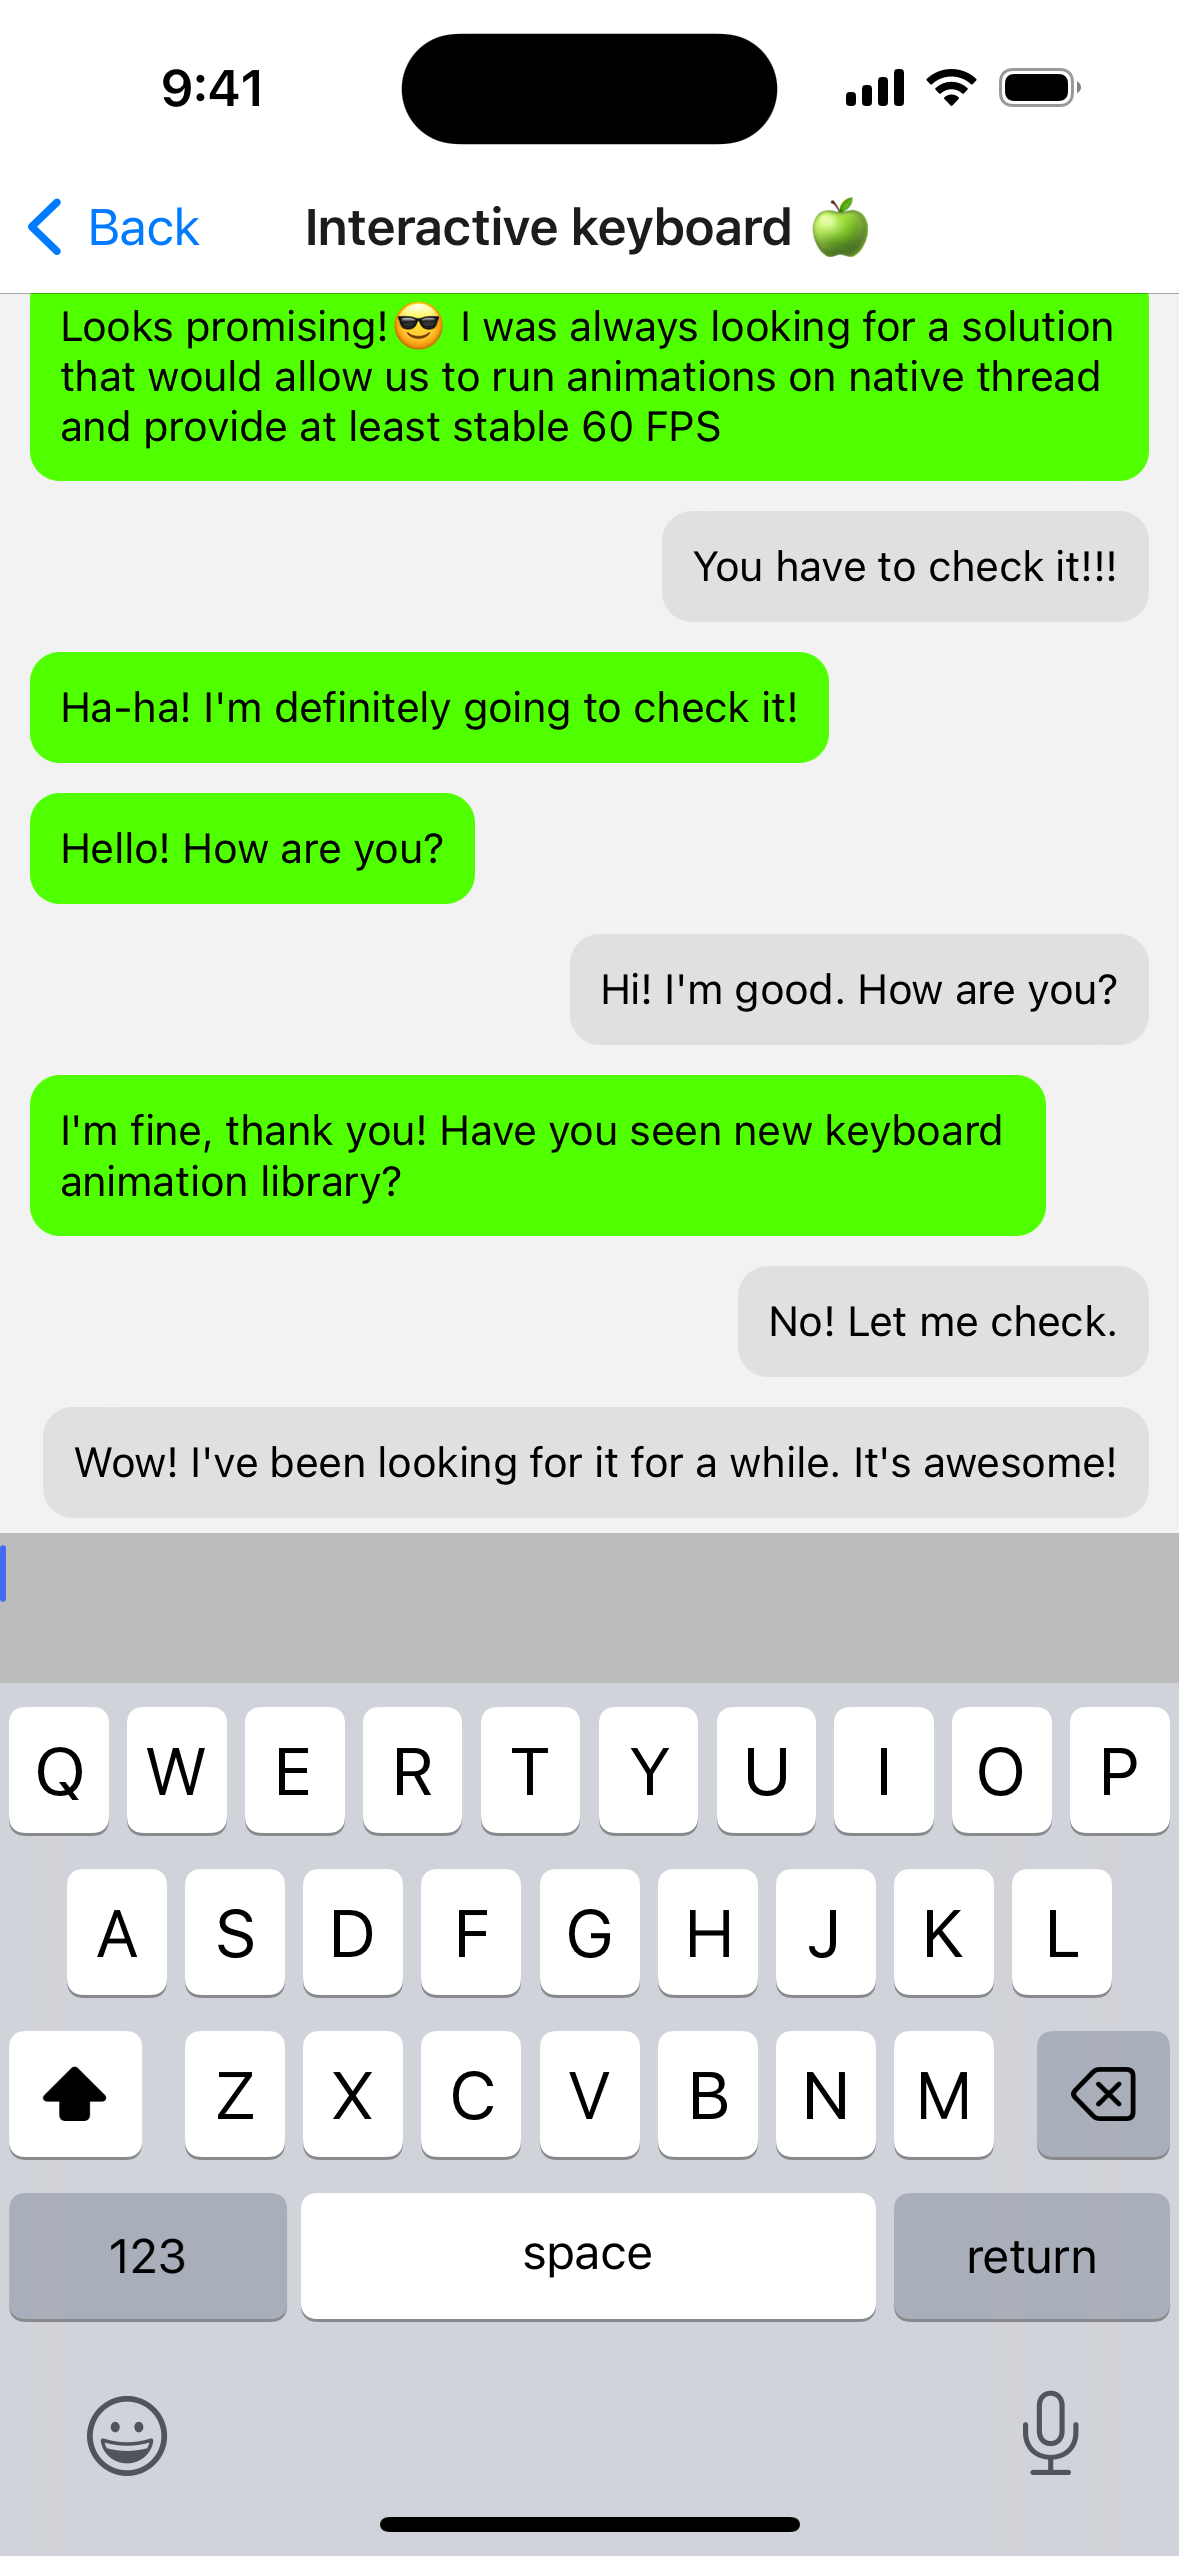 9:41
Back
Interactive keyboard 🍏
Looks promising!😎 I was always looking for a solution
that would allow us to run animations on native thread
and provide at least stable 60 FPS
You have to check it!!!
Ha-ha! I'm definitely going to check it!
Hello! How are you?
Hi! I'm good. How are you?
I'm fine, thank you! Have you seen new keyboard
animation library?
No! Let me check.
Wow! I've been looking for it for a while. It's awesome!
Q W E R T Y U I O P
A S D F G H J K L
Z X C V B N M
123 space return